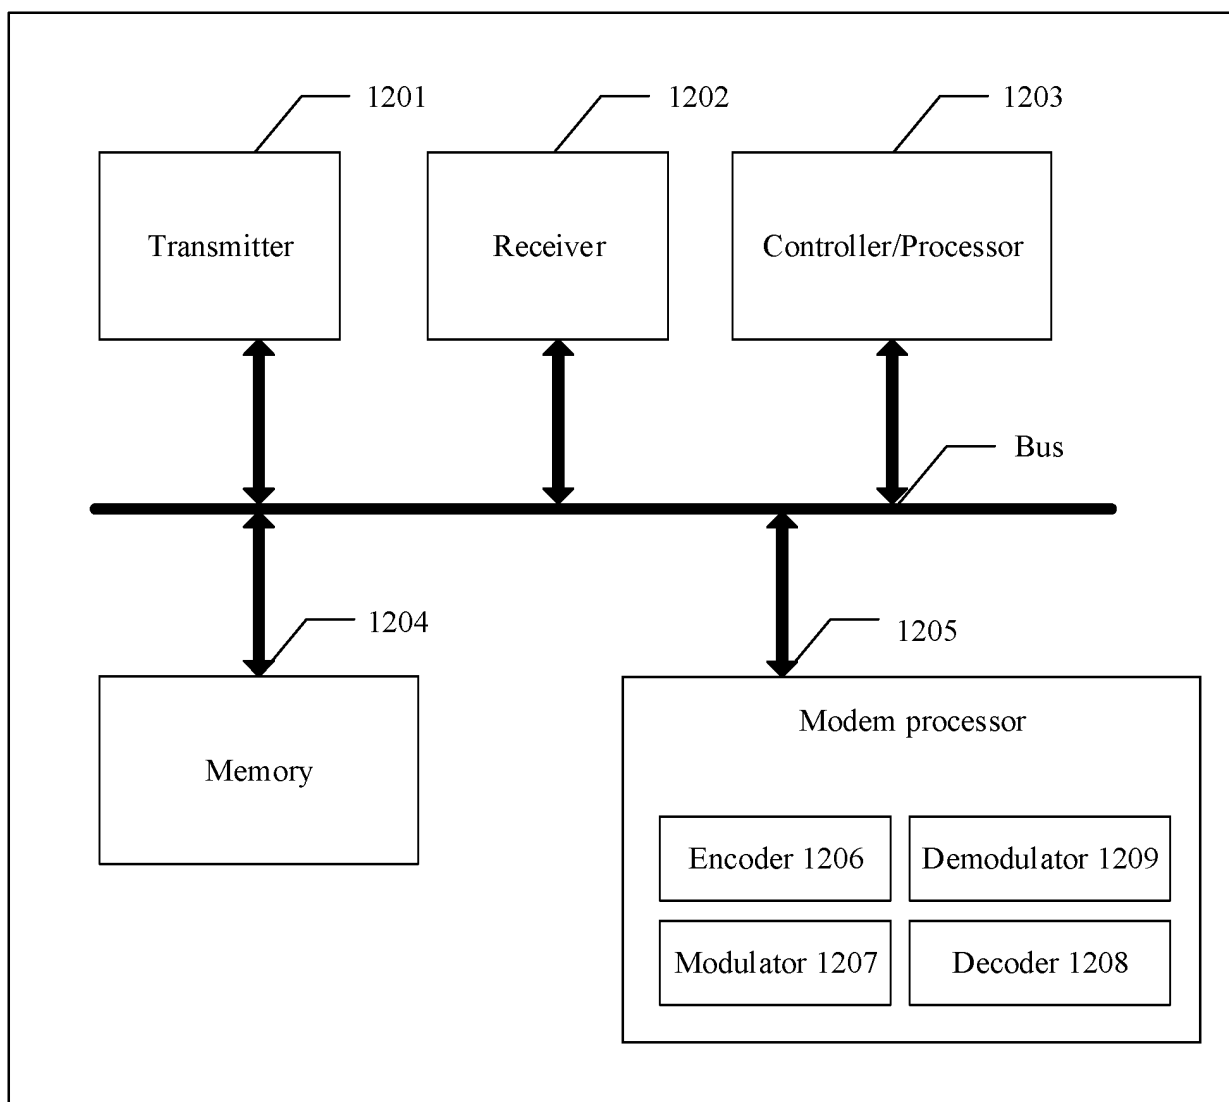 1201
1202
1203
Transmitter
Receiver
Controller/Processor
Bus
1204
1205
Memory
Modem processor
Encoder 1206
Demodulator 1209
Modulator 1207
Decoder 1208